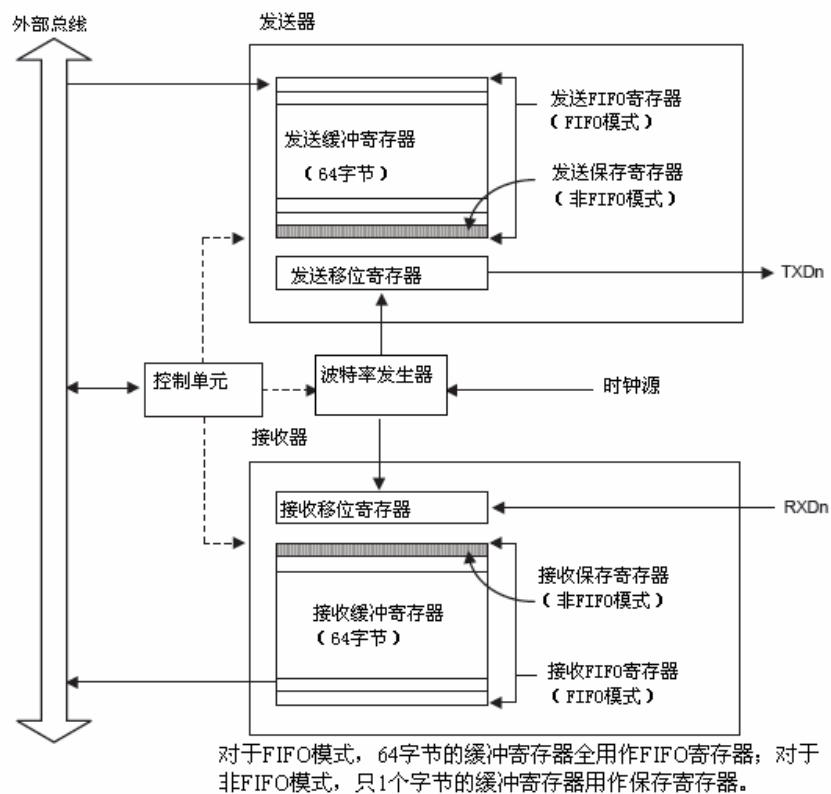 外部总线
发送器
发送FIFO寄存器
(FIFO模式)
发送缓冲寄存器
(64字节)
发送保存寄存器
(非FIFO模式)
发送移位寄存器
TXDn
控制单元
波特率发生器
时钟源
接收器
接收移位寄存器
RXDn
接收保存寄存器
(非FIFO模式)
接收缓冲寄存器
(64字节)
接收FIFO寄存器
(FIFO模式)
对于FIFO模式，64字节的缓冲寄存器全用作FIFO寄存器；对于
非FIFO模式，只1个字节的缓冲寄存器用作保存寄存器。